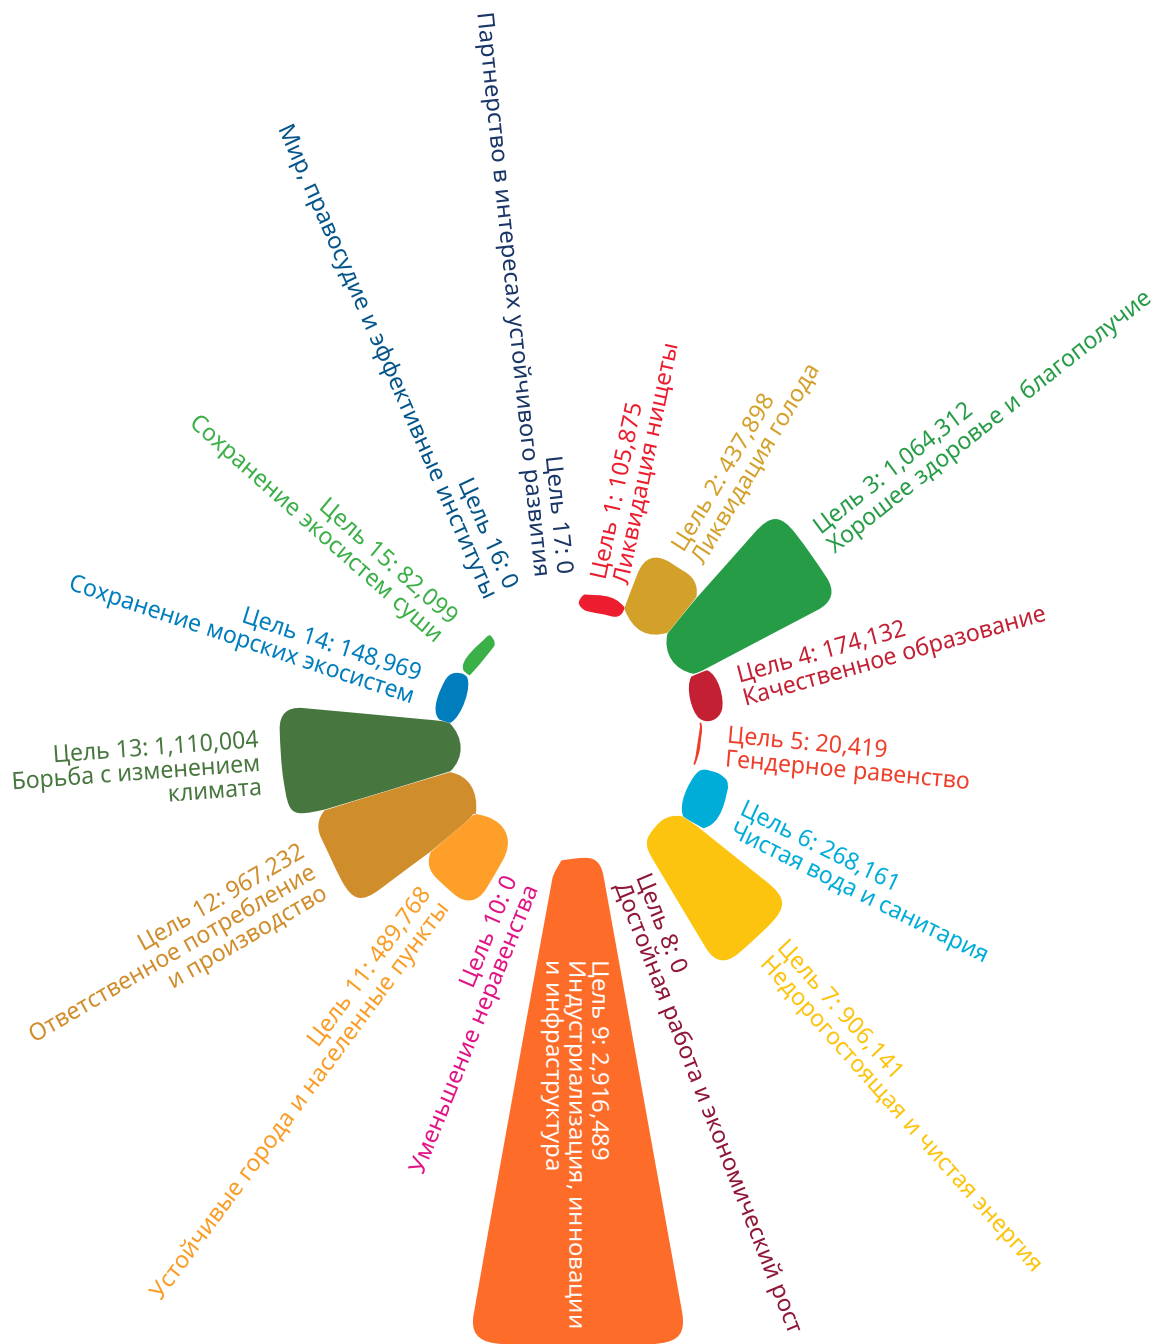 Цель 1: 105,875
Ликвидация нищеты
Цель 2: 437,898
Ликвидация голода
Цель 3: 1,064,312
Хорошее здоровье и благополучие
Цель 4: 174,132
Качественное образование
Цель 5: 20,419
Гендерное равенство
Цель 6: 268,161
Чистая вода и санитария
Цель 7: 906,141
Недорогостоящая и чистая энергия
Цель 8: 0
Достойная работа и экономический рост
Цель 9: 2,916,489
Индустриализация, инновации
и инфраструктура
Цель 10: 0
Уменьшение неравенства
Цель 11: 489,768
Устойчивые города и населенные пункты
Цель 12: 967,232
Ответственное потребление
и производство
Цель 13: 1,110,004
Борьба с изменением
климата
Цель 14: 148,969
Сохранение морских экосистем
Цель 15: 82,099
Сохранение экосистем суши
Цель 16: 0
Мир, правосудие и эффективные институты
Цель 17: 0
Партнерство в интересах устойчивого развития